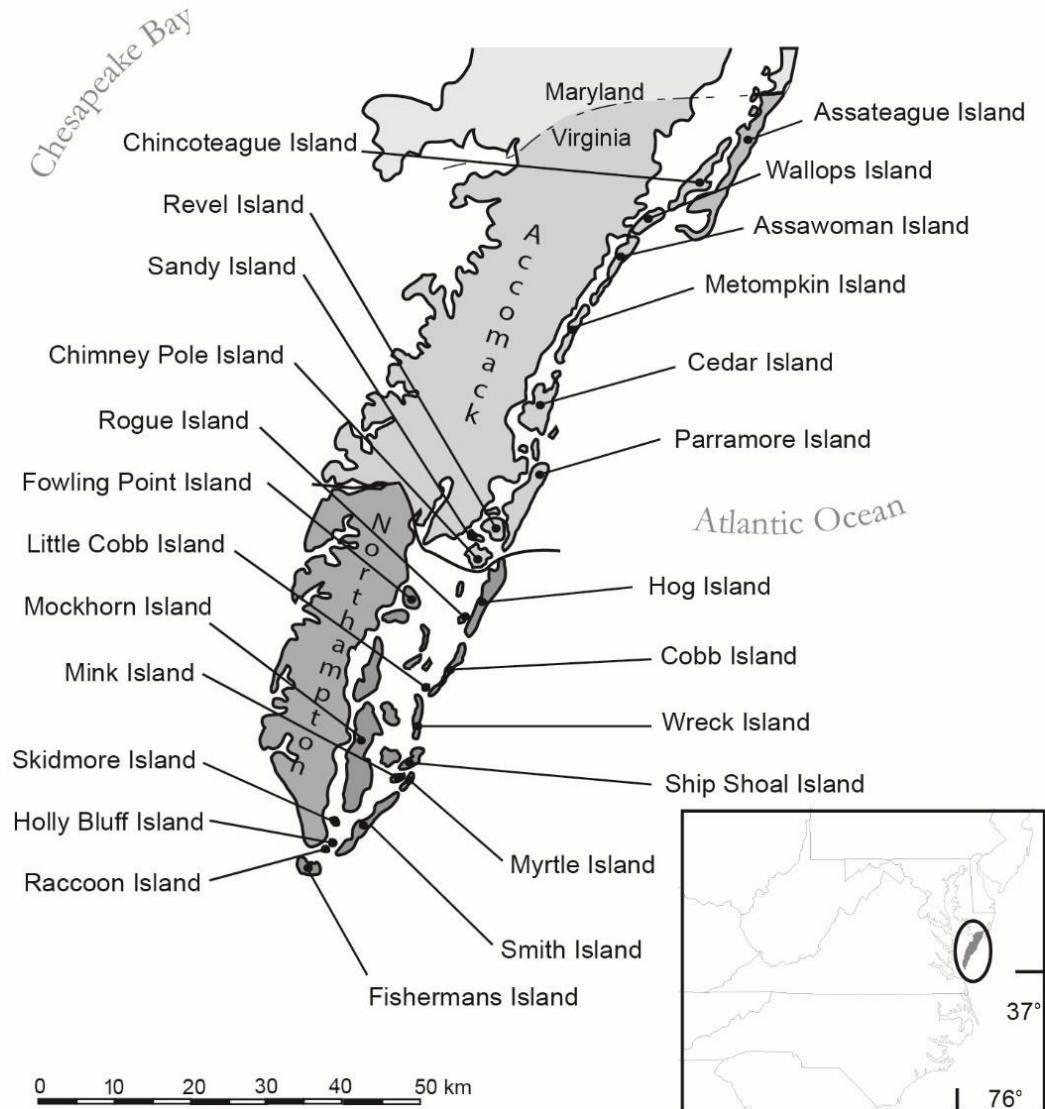 Chesapeake Bay
Maryland
Virginia
Assateague Island
Chincoteague Island
Wallops Island
Revel Island
Assawoman Island
Sandy Island
Metompkin Island
Accomack
Chimney Pole Island
Cedar Island
Rogue Island
Parramore Island
Fowling Point Island
Atlantic Ocean
Little Cobb Island
Northampton
Hog Island
Mockhorn Island
Cobb Island
Mink Island
Wreck Island
Skidmore Island
Ship Shoal Island
Holly Bluff Island
Myrtle Island
Raccoon Island
Smith Island
Fishermans Island
37°
76°
0 10 20 30 40 50 km